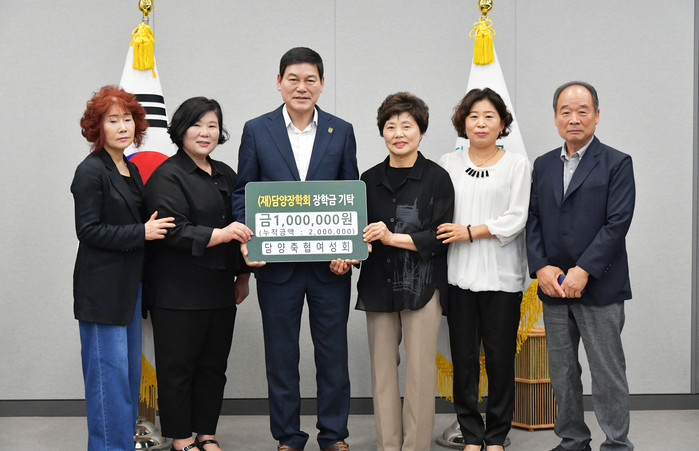 (재)담양장학회 장학금 기탁
금1,000,000원
(누적금액 : 2,000,000)
담양축협여성회